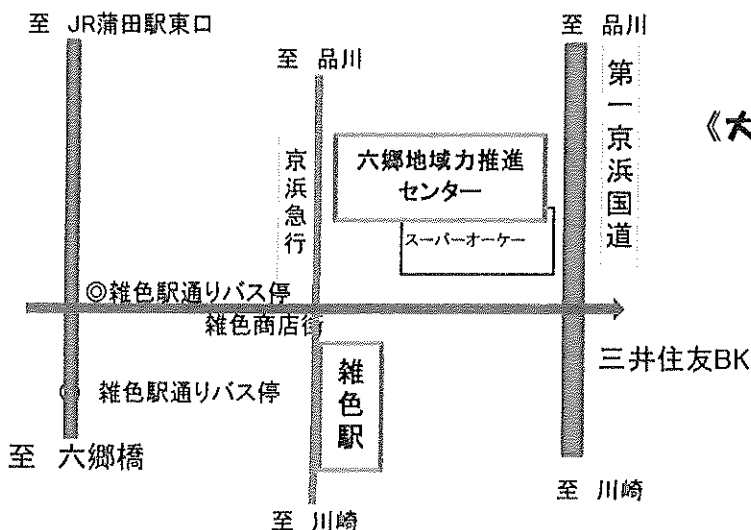 至 JR蒲田駅東口
至 品川
至 品川
第一京浜国道
《大
京浜急行
六郷地域力推進
センター
スーパーオーケー
◎雑色駅通りバス停
雑色商店街
三井住友BK
雑色駅
◎ 雑色駅通りバス停
至 六郷橋
至 川崎
至 川崎